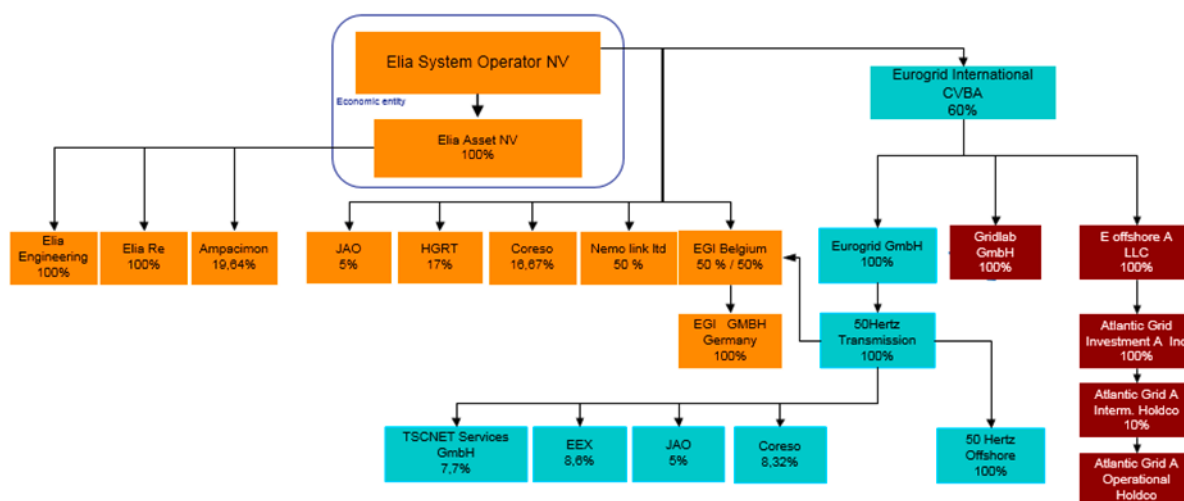 Elia System Operator NV
Economic entity
Elia Asset NV
100%
Eurogrid International
CVBA
60%
Elia
Engineering
100%
Elia Re
100%
Ampacimon
19,64%
JAO
5%
HGRT
17%
Coreso
16,67%
Nemo link ltd
50 %
EGI Belgium
50 % / 50%
Eurogrid GmbH
100%
Gridlab
GmbH
100%
E offshore A
LLC
100%
EGI GMBH
Germany
100%
50Hertz
Transmission
100%
Atlantic Grid
Investment A Inc
100%
Atlantic Grid A
Interm. Holdco
10%
TSCNET Services
GmbH
7,7%
EEX
8,6%
JAO
5%
Coreso
8,32%
50 Hertz
Offshore
100%
Atlantic Grid A
Operational
Holdco